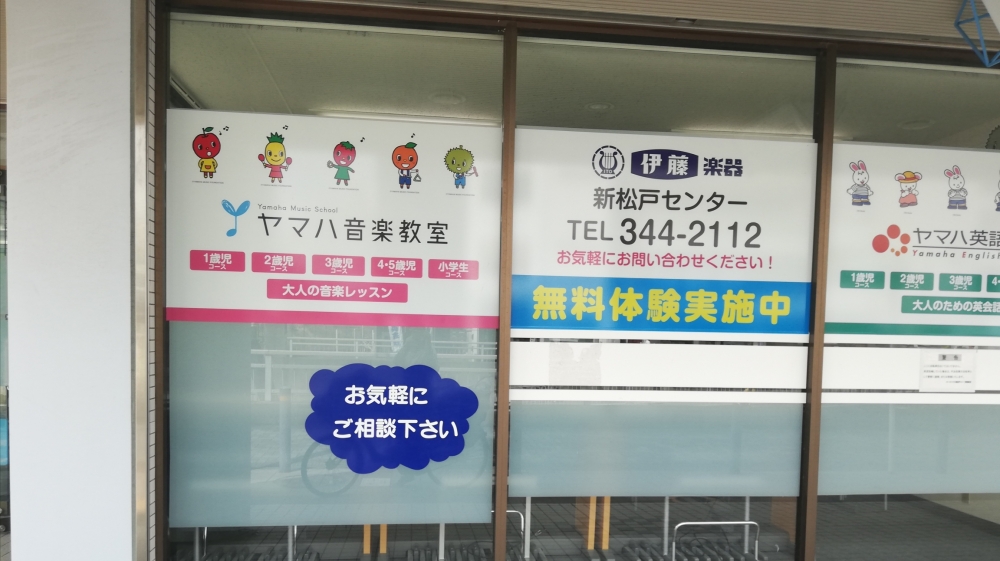 Yamaha Music School
ヤマハ音楽教室
1歳児コース 2歳児コース 3歳児コース 4・5歳児コース 小学生コース
大人の音楽レッスン
お気軽に
ご相談下さい
伊藤楽器
新松戸センター
TEL 344-2112
お気軽にお問い合わせください！
無料体験実施中
ヤマハ英語
Yamaha English
1歳児コース 2歳児コース 3歳児コース
大人のための英会話